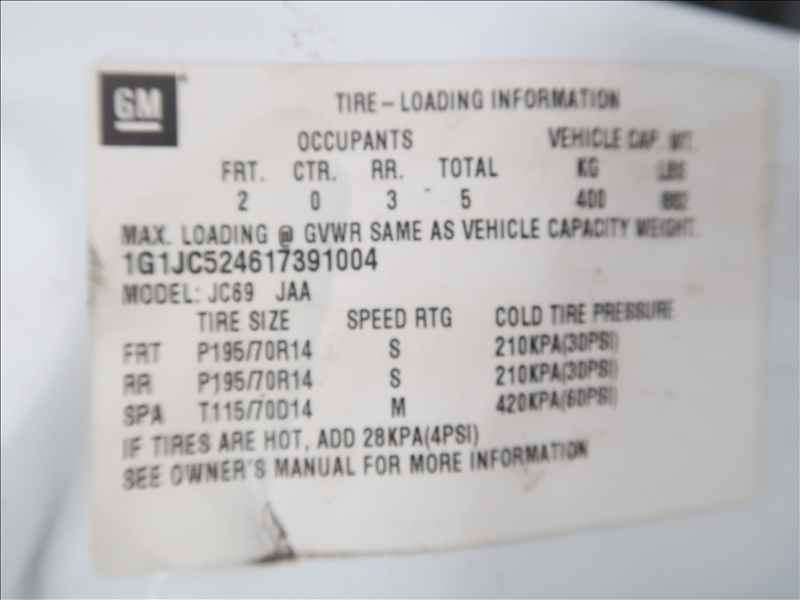 GM
TIRE-LOADING INFORMATION
OCCUPANTS VEHICLE CAP. WT.
FRT. CTR. RR. TOTAL KG LBS
2 0 3 5 400 882
MAX. LOADING @ GVWR SAME AS VEHICLE CAPACITY WEIGHT.
1G1JC524617391004
MODEL: JC69 JAA
TIRE SIZE SPEED RTG COLD TIRE PRESSURE
FRT P195/70R14 S 210KPA(30PSI)
RR P195/70R14 S 210KPA(30PSI)
SPA T115/70D14 M 420KPA(60PSI)
IF TIRES ARE HOT, ADD 28KPA(4PSI)
SEE OWNER'S MANUAL FOR MORE INFORMATION